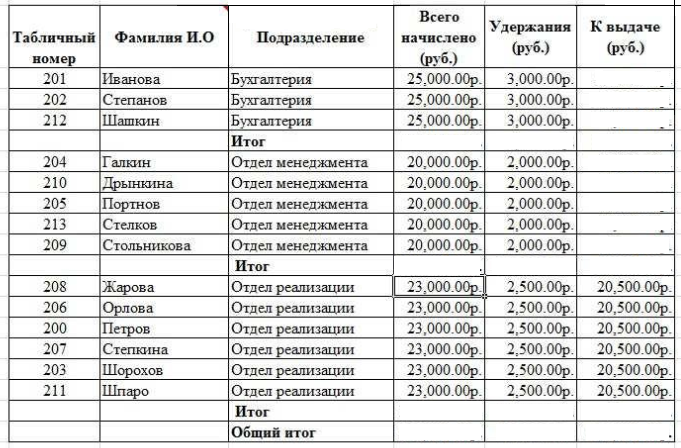 Табличный номер Фамилия И.О Подразделение Всего начислено (руб.) Удержания (руб.) К выдаче (руб.)
201 Иванова Бухгалтерия 25,000.00р. 3,000.00р.
202 Степанов Бухгалтерия 25,000.00р. 3,000.00р.
212 Шашкин Бухгалтерия 25,000.00р. 3,000.00р.
Итог
204 Галкин Отдел менеджмента 20,000.00р. 2,000.00р.
210 Дрынкина Отдел менеджмента 20,000.00р. 2,000.00р.
205 Портнов Отдел менеджмента 20,000.00р. 2,000.00р.
213 Стелков Отдел менеджмента 20,000.00р. 2,000.00р.
209 Стольникова Отдел менеджмента 20,000.00р. 2,000.00р.
Итог
208 Жарова Отдел реализации 23,000.00р. 2,500.00р. 20,500.00р.
206 Орлова Отдел реализации 23,000.00р. 2,500.00р. 20,500.00р.
200 Петров Отдел реализации 23,000.00р. 2,500.00р. 20,500.00р.
207 Степкина Отдел реализации 23,000.00р. 2,500.00р. 20,500.00р.
203 Шорохов Отдел реализации 23,000.00р. 2,500.00р. 20,500.00р.
211 Шпаро Отдел реализации 23,000.00р. 2,500.00р. 20,500.00р.
Итог
Общий итог